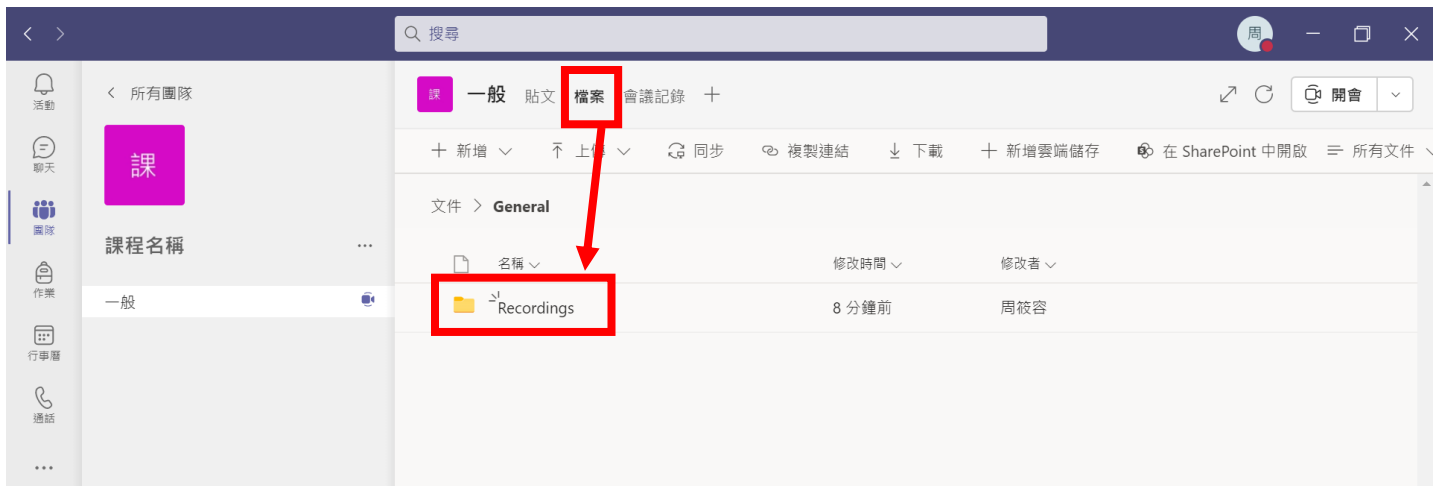 搜尋
周
活動
聊天
團隊
作業
行事曆
通話
所有團隊
課
課程名稱
一般
課 一般 貼文 檔案 會議記錄
開會
新增 上傳 同步 複製連結 下載 新增雲端儲存 在 SharePoint 中開啟 所有文件
文件 > General
名稱 修改時間 修改者
Recordings 8 分鐘前 周筱容